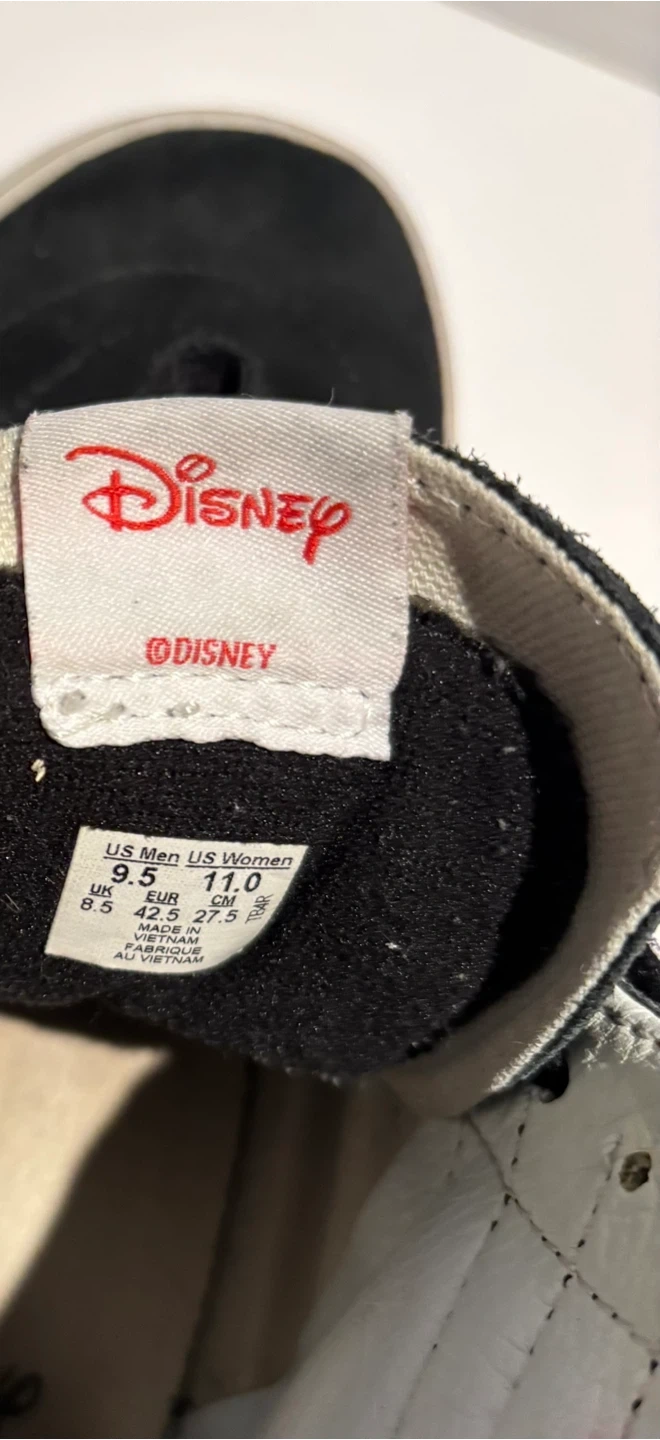 Disney
©DISNEY
US Men US Women
9.5 11.0
UK EUR CM
8.5 42.5 27.5
TB4R
MADE IN
VIETNAM
FABRIQUE
AU VIETNAM